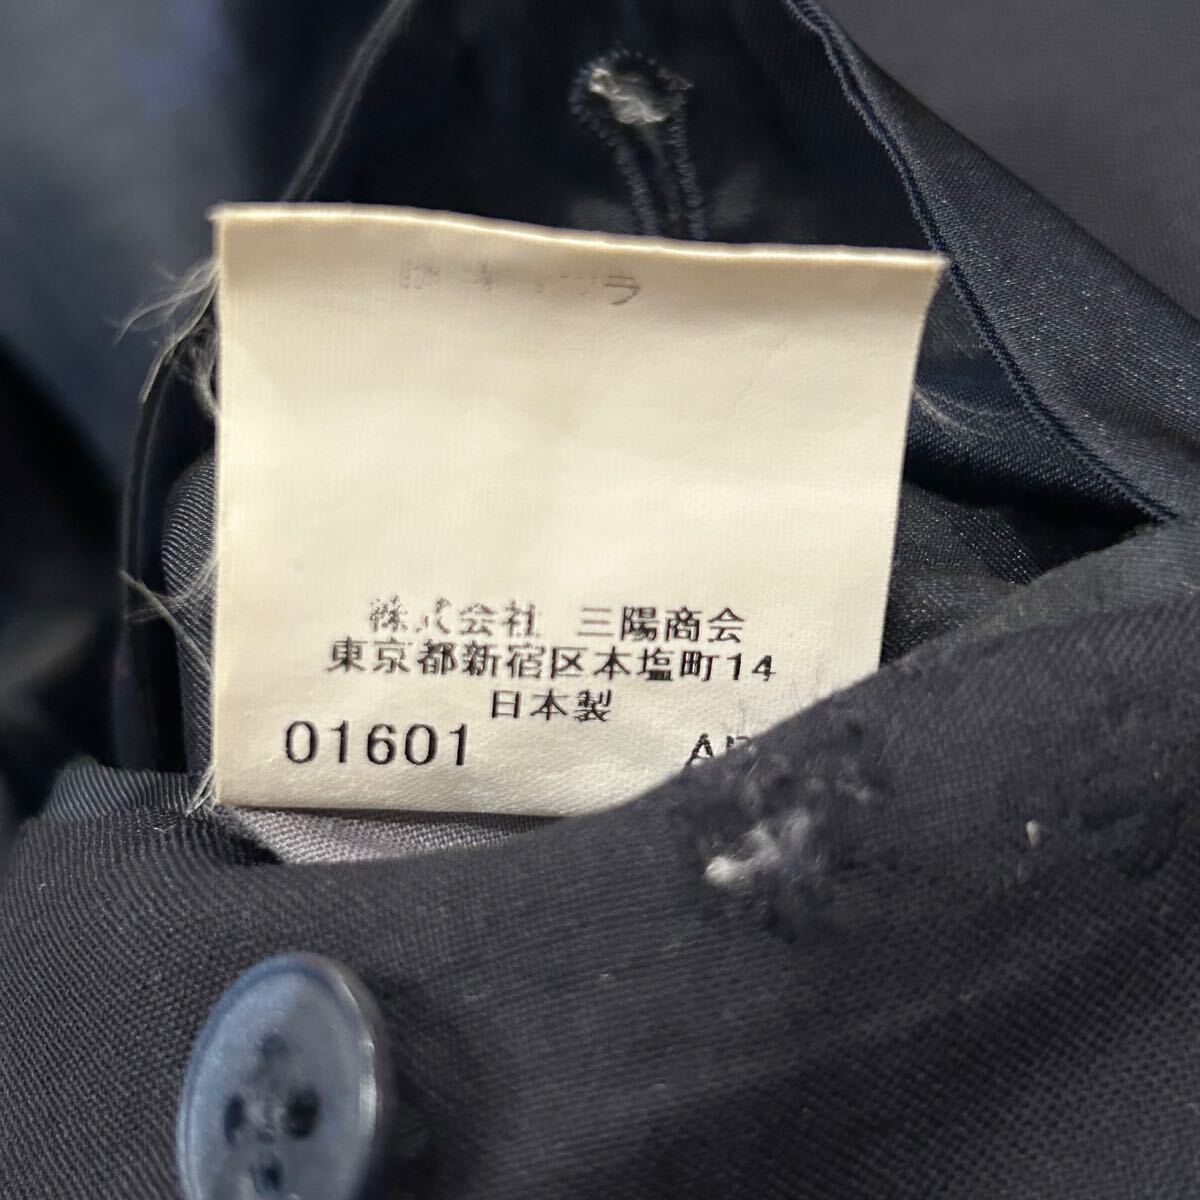 株式会社 三陽商会
東京都新宿区本塩町14
日本製
01601